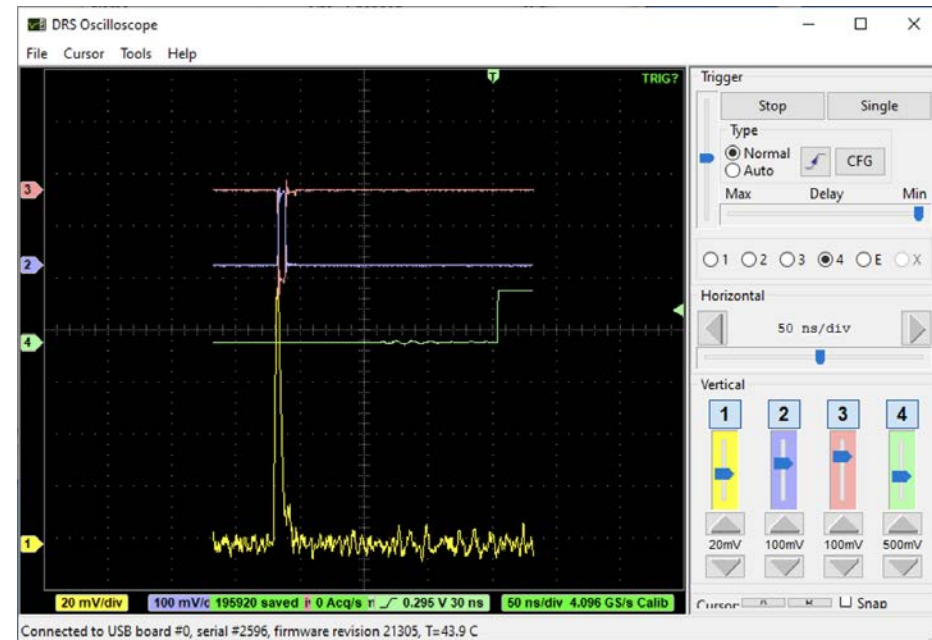 DRS Oscilloscope
File Cursor Tools Help
T
TRIG?
3
2
4
1
20 mV/div 100 mV/c 195920 saved 0 Acq/s 0.295 V 30 ns 50 ns/div 4.096 GS/s Calib
Trigger
Stop Single
Type
Normal
Auto
CFG
Max Delay Min
1 2 3 4 E X
Horizontal
50 ns/div
Vertical
1 2 3 4
20mV 100mV 100mV 500mV
Cursor Snap
Connected to USB board #0, serial #2596, firmware revision 21305, T=43.9 C